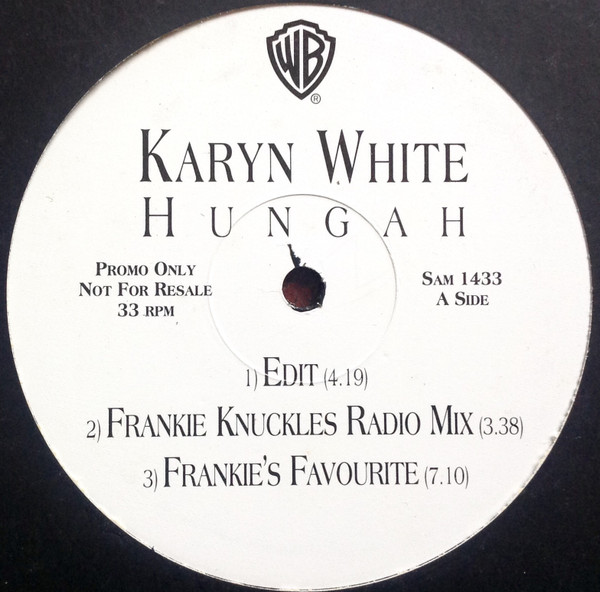 WB
®
KARYN WHITE
HUNGAH
PROMO ONLY
NOT FOR RESALE
33 RPM
SAM 1433
A SIDE
1) EDIT (4.19)
2) FRANKIE KNUCKLES RADIO MIX (3.38)
3) FRANKIE'S FAVOURITE (7.10)